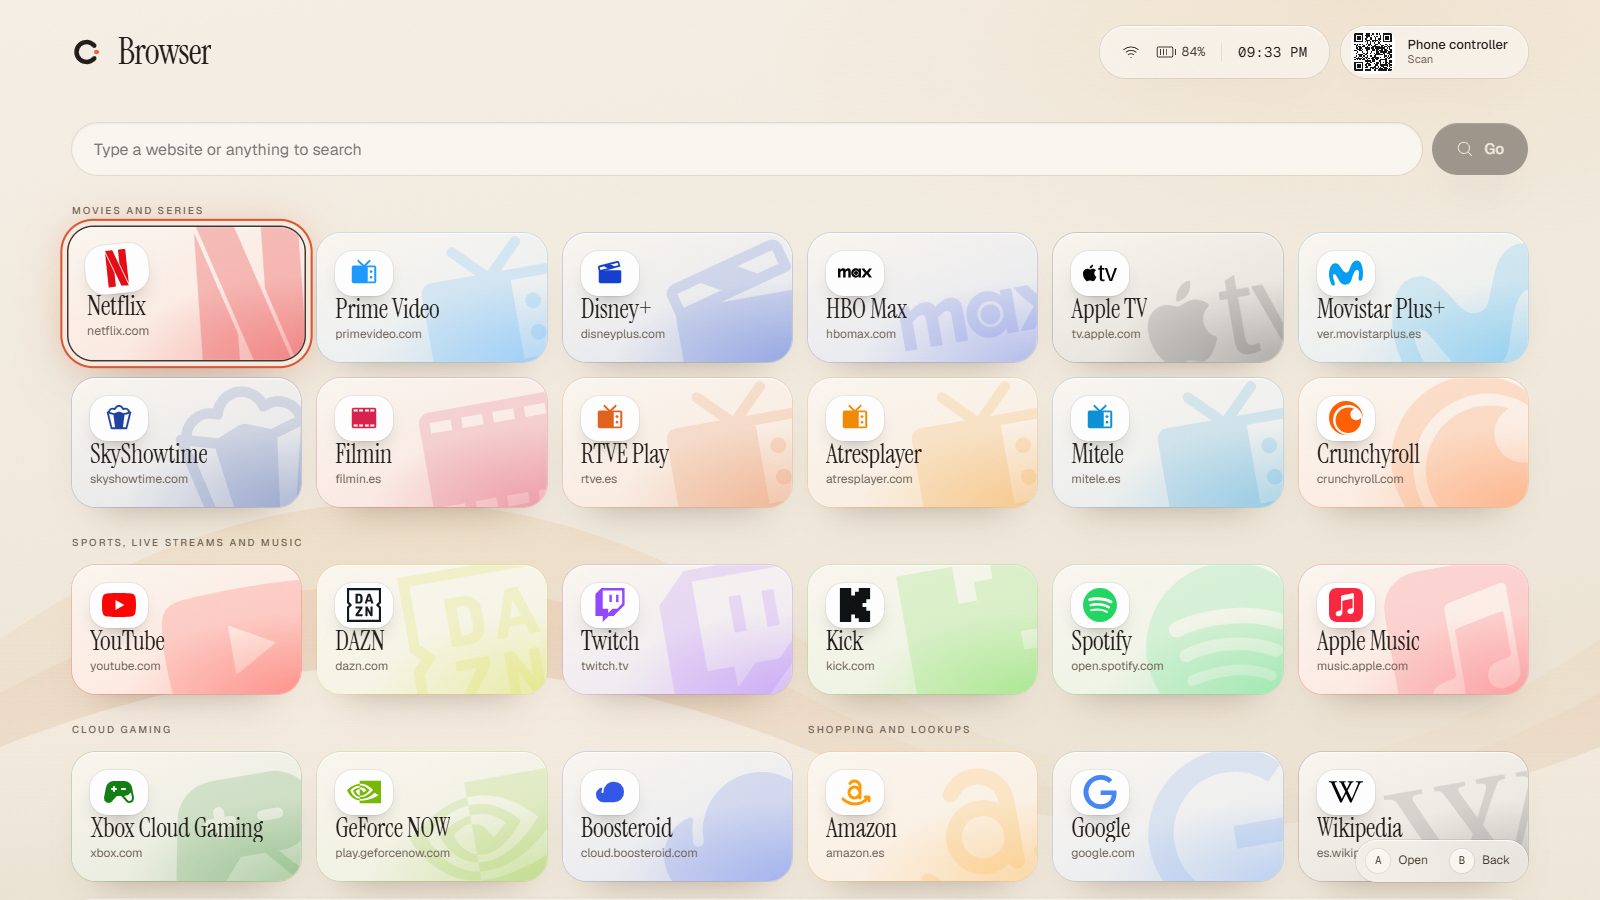 Browser
84%
09:33 PM
Phone controller
Scan
Type a website or anything to search
Go
MOVIES AND SERIES
Netflix
netflix.com
Prime Video
primevideo.com
Disney+
disneyplus.com
max
HBO Max
hbomax.com
max
tv
Apple TV
tv.apple.com
tv
Movistar Plus+
ver.movistarplus.es
SkyShowtime
skyshowtime.com
Filmin
filmin.es
RTVE Play
rtve.es
Atresplayer
atresplayer.com
Mitele
mitele.es
Crunchyroll
crunchyroll.com
SPORTS, LIVE STREAMS AND MUSIC
YouTube
youtube.com
DA
ZN
DAZN
dazn.com
DA
ZN
Twitch
twitch.tv
K
Kick
kick.com
Spotify
open.spotify.com
Apple Music
music.apple.com
CLOUD GAMING
SHOPPING AND LOOKUPS
Xbox Cloud Gaming
xbox.com
GeForce NOW
play.geforcenow.com
Boosteroid
cloud.boosteroid.com
a
Amazon
amazon.es
a
G
Google
google.com
G
W
Wikipedia
es.wikip
W
A Open
B Back